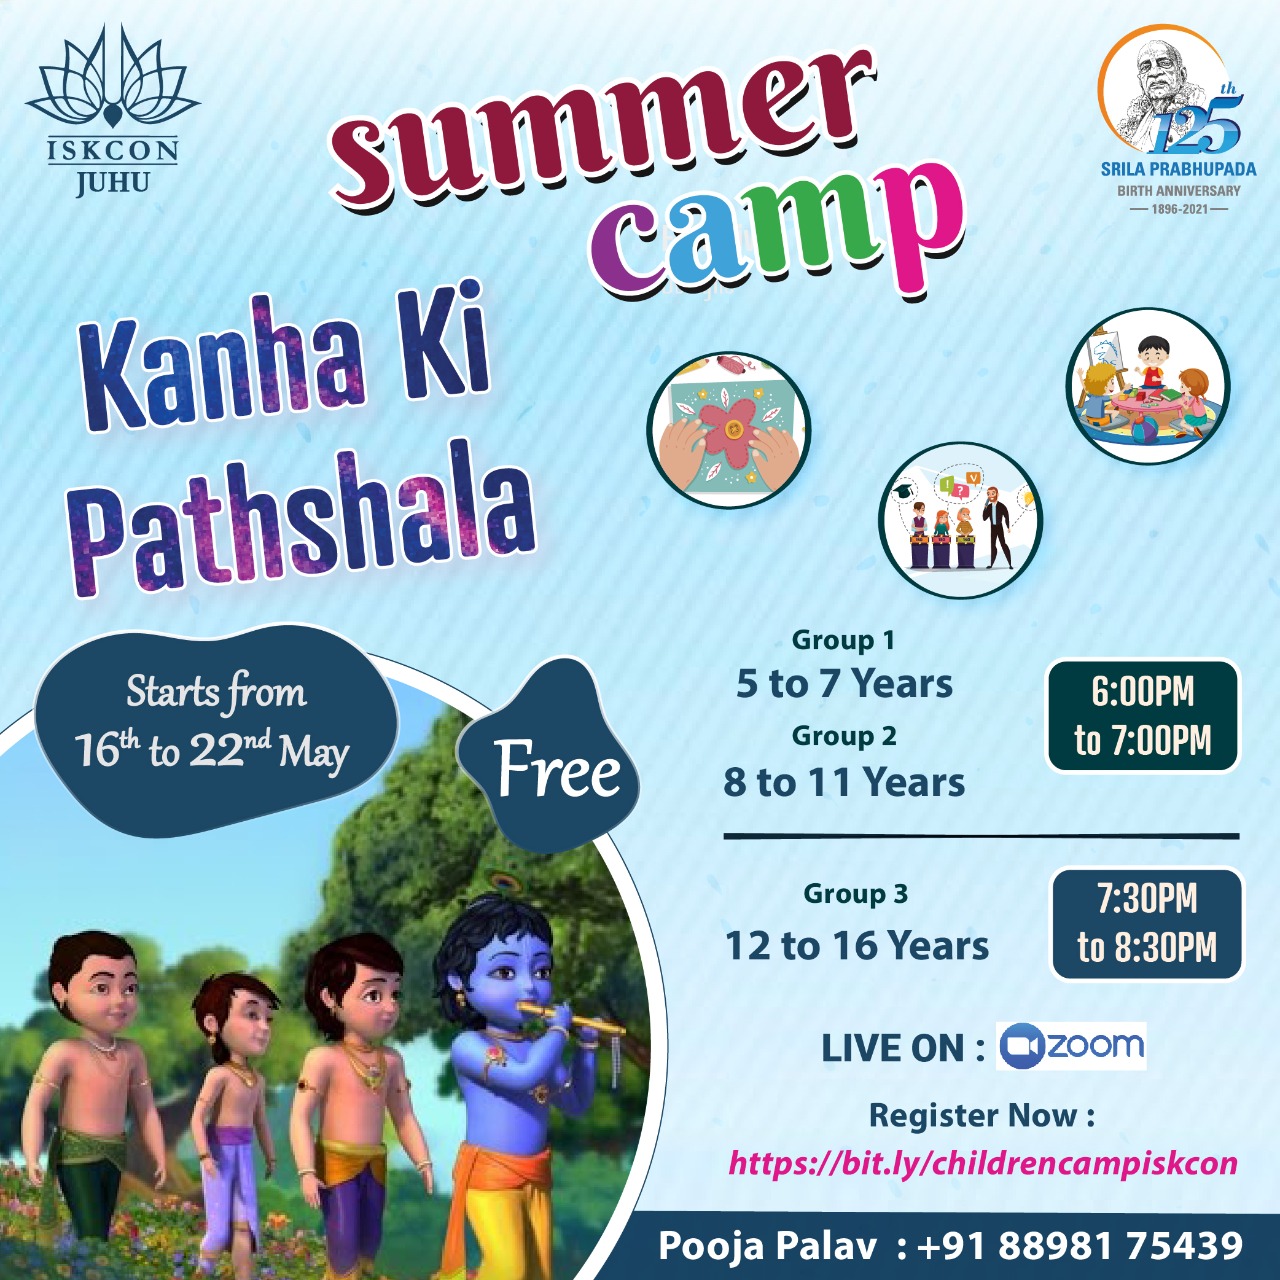 ISKCON
JUHU
summer
camp
125th
SRILA PRABHUPADA
BIRTH ANNIVERSARY
1896-2021
Kanha Ki
Pathshala
Starts from
16th to 22nd May
Free
Group 1
5 to 7 Years
Group 2
8 to 11 Years
6:00PM
to 7:00PM
Group 3
12 to 16 Years
7:30PM
to 8:30PM
LIVE ON : zoom
Register Now :
https://bit.ly/childrencampiskcon
Pooja Palav : +91 88981 75439